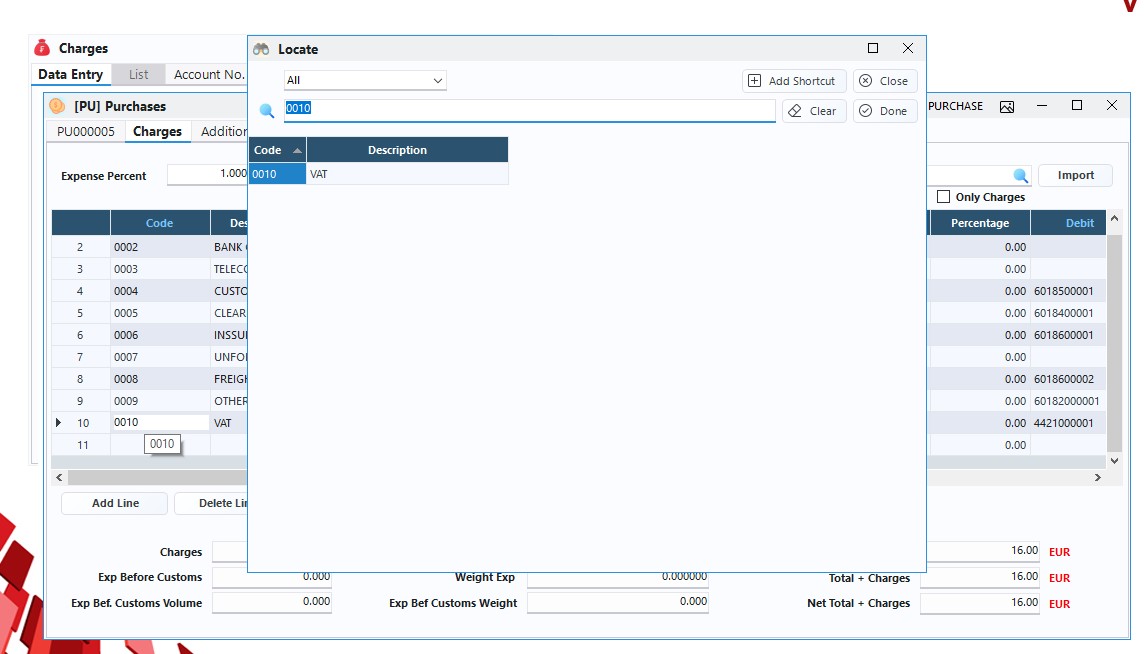 Charges
Data Entry List Account No.
Locate
All
Add Shortcut Close
0010
Clear Done
Code Description
0010 VAT
[PU] Purchases
PURCHASE
PU000005 Charges Addition
Expense Percent 1.000
Import
Only Charges
Code Des Percentage Debit
2 0002 BANK 0.00
3 0003 TELEC 0.00
4 0004 CUSTO 0.00 6018500001
5 0005 CLEAR 0.00 6018400001
6 0006 INSSU 0.00 6018600001
7 0007 UNFO 0.00
8 0008 FREIGH 0.00 6018600002
9 0009 OTHER 0.00 60182000001
10 0010 VAT 0.00 4421000001
0010
11 0.00
Add Line Delete Lin
Charges 16.00 EUR
Exp Before Customs 0.000 Weight Exp 0.000000 Total + Charges 16.00 EUR
Exp Bef. Customs Volume 0.000 Exp Bef Customs Weight 0.000 Net Total + Charges 16.00 EUR